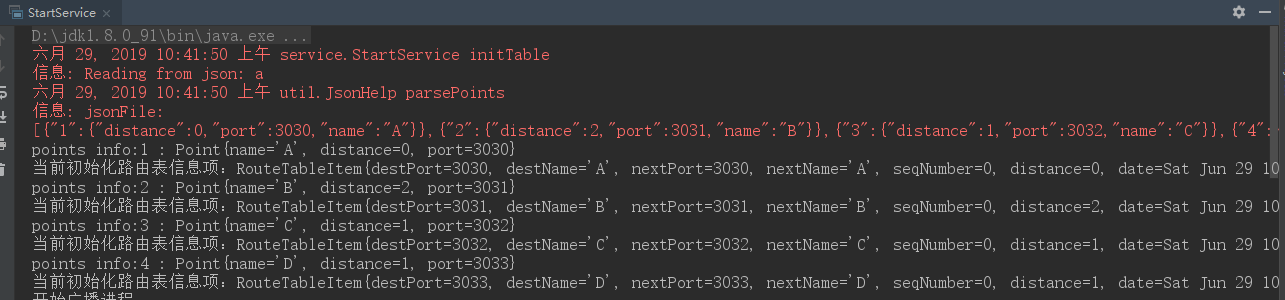 StartService ×
D:\jdk1.8.0_91\bin\java.exe ...
六月 29, 2019 10:41:50 上午 service.StartService initTable
信息: Reading from json: a
六月 29, 2019 10:41:50 上午 util.JsonHelp parsePoints
信息: jsonFile:
[{"1":{"distance":0,"port":3030,"name":"A"}},{"2":{"distance":2,"port":3031,"name":"B"}},{"3":{"distance":1,"port":3032,"name":"C"}},{"4":
points info:1 : Point{name='A', distance=0, port=3030}
当前初始化路由表信息项: RouteTableItem{destPort=3030, destName='A', nextPort=3030, nextName='A', seqNumber=0, distance=0, date=Sat Jun 29 10
points info:2 : Point{name='B', distance=2, port=3031}
当前初始化路由表信息项: RouteTableItem{destPort=3031, destName='B', nextPort=3031, nextName='B', seqNumber=0, distance=2, date=Sat Jun 29 10
points info:3 : Point{name='C', distance=1, port=3032}
当前初始化路由表信息项: RouteTableItem{destPort=3032, destName='C', nextPort=3032, nextName='C', seqNumber=0, distance=1, date=Sat Jun 29 10
points info:4 : Point{name='D', distance=1, port=3033}
当前初始化路由表信息项: RouteTableItem{destPort=3033, destName='D', nextPort=3033, nextName='D', seqNumber=0, distance=1, date=Sat Jun 29 10
开始广播进程